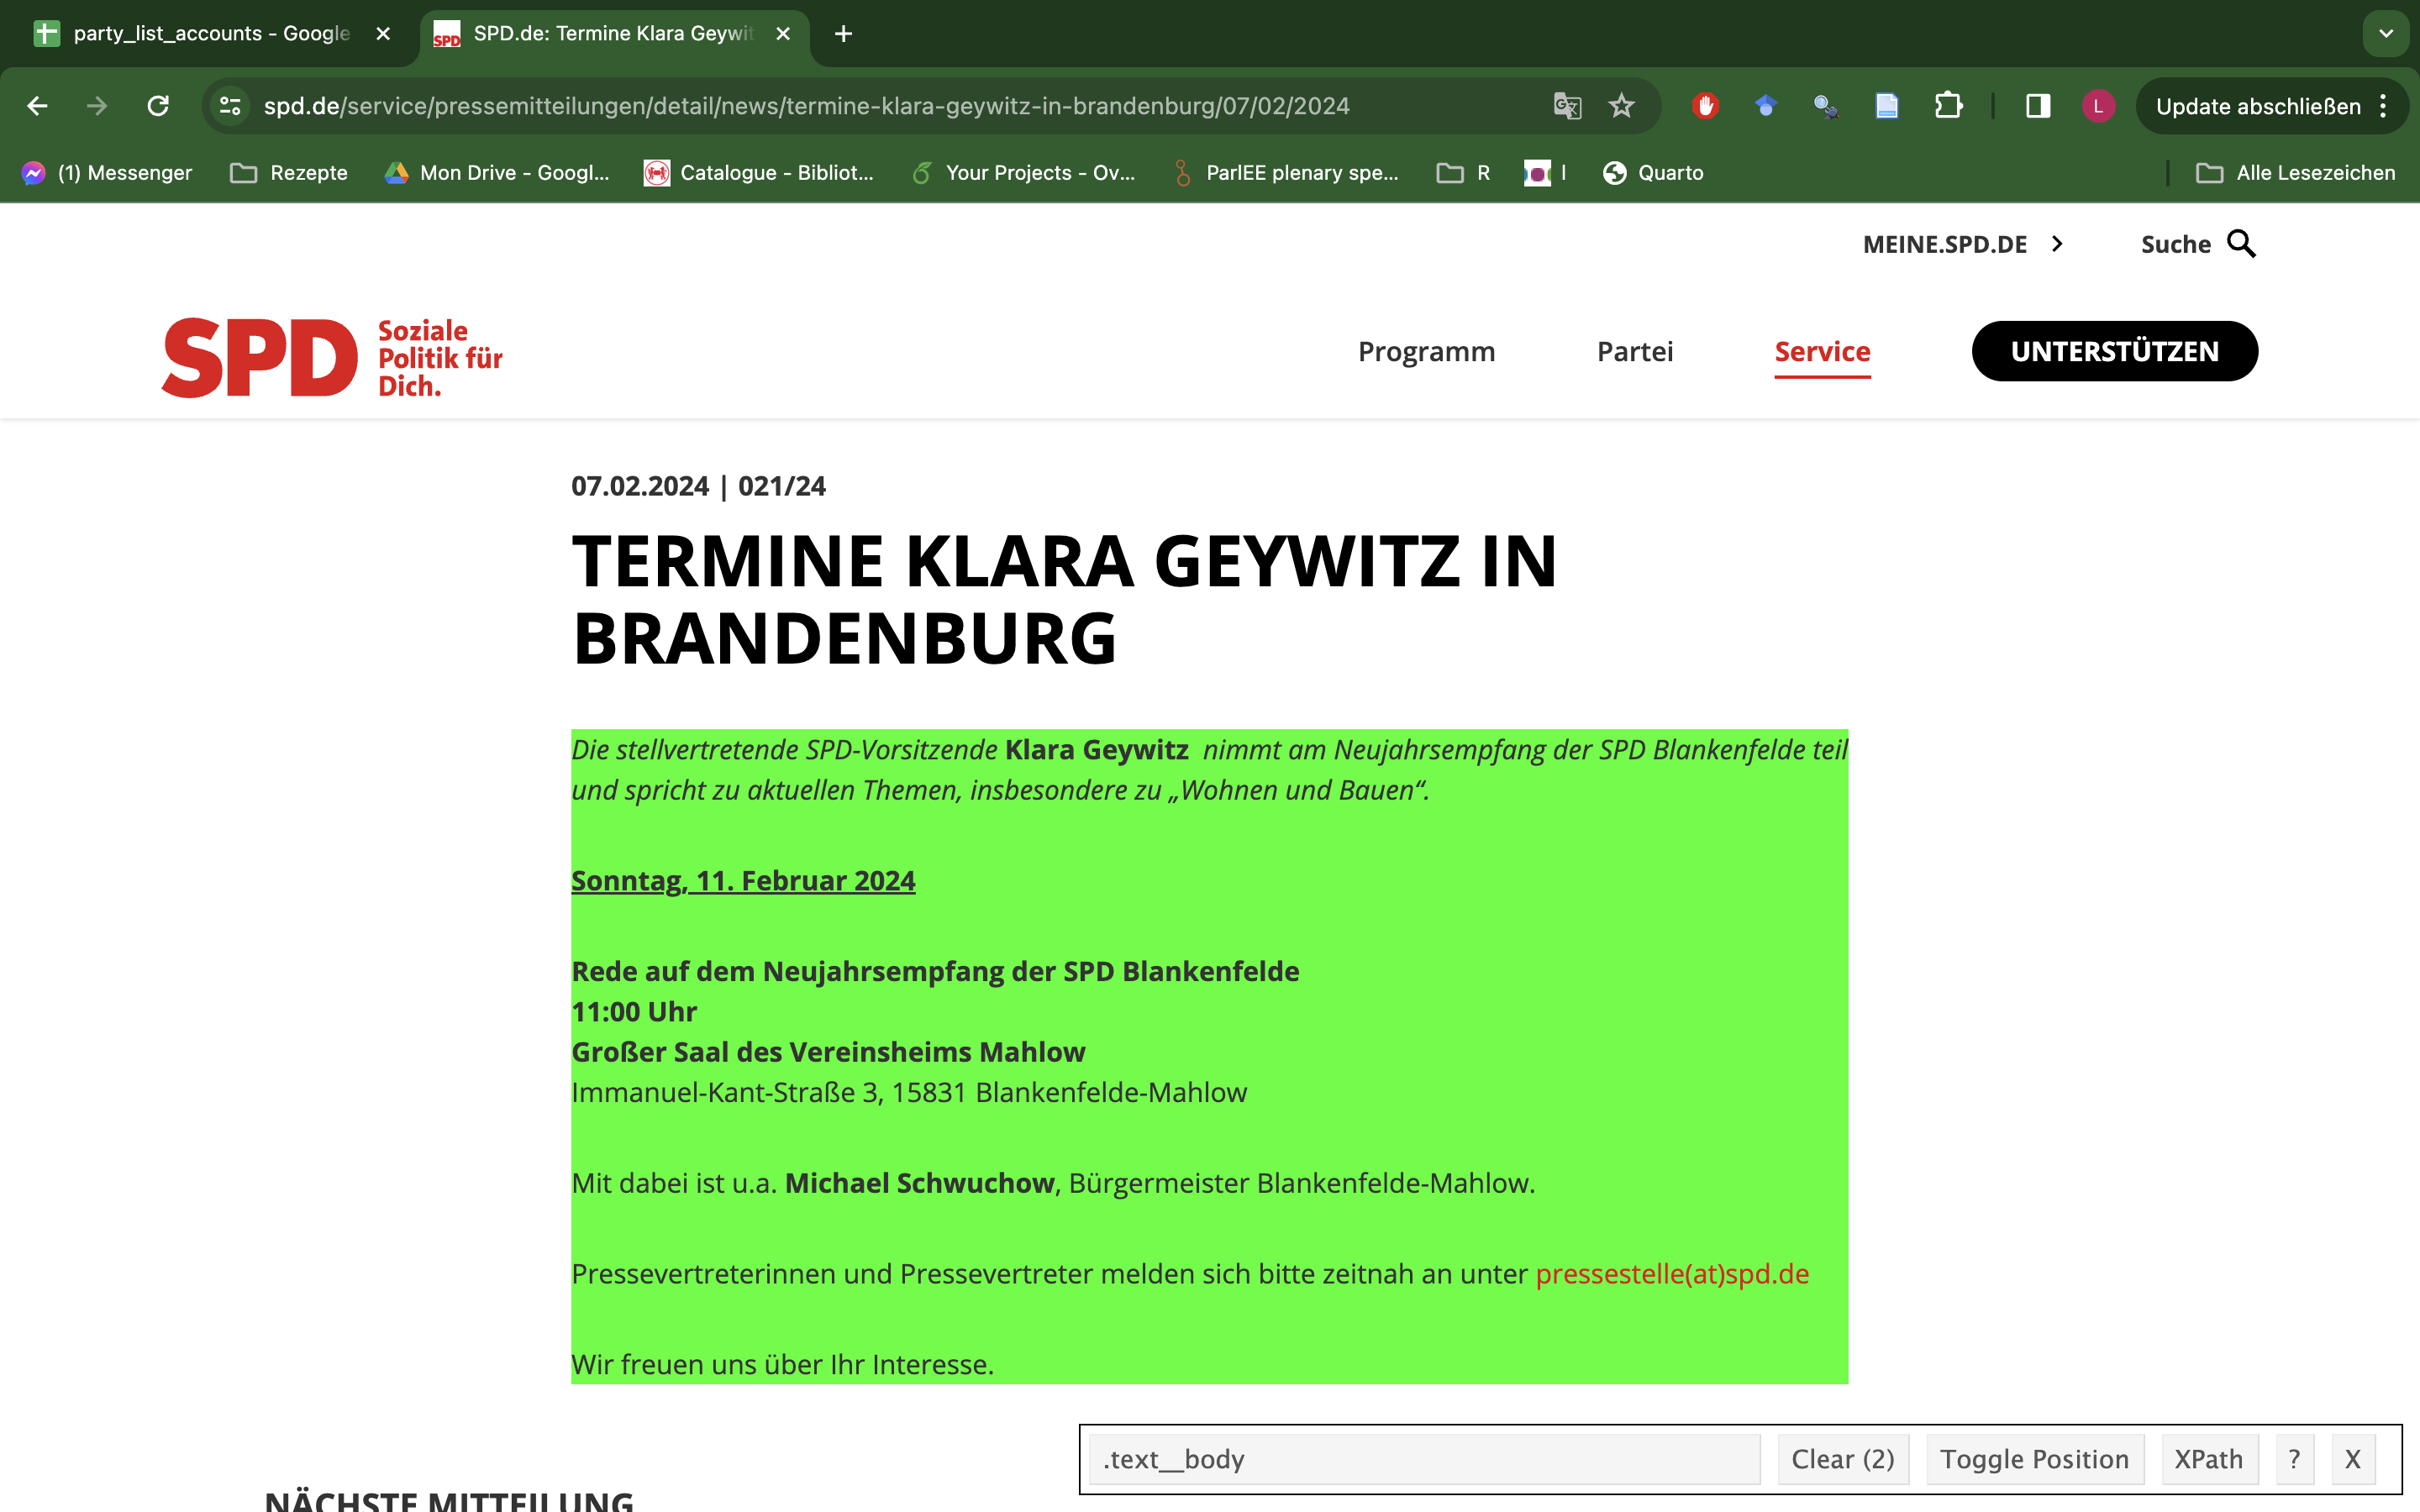 party_list_accounts - Google
SPD.de: Termine Klara Geywit
spd.de/service/pressemitteilungen/detail/news/termine-klara-geywitz-in-brandenburg/07/02/2024
L
Update abschließen
(1) Messenger
Rezepte
Mon Drive - Googl...
Catalogue - Bibliot...
Your Projects - Ov...
ParlEE plenary spe...
R
I
Quarto
Alle Lesezeichen
MEINE.SPD.DE
Suche
SPD
Soziale
Politik für
Dich.
Programm
Partei
Service
UNTERSTÜTZEN
07.02.2024 | 021/24
TERMINE KLARA GEYWITZ IN
BRANDENBURG
Die stellvertretende SPD-Vorsitzende Klara Geywitz nimmt am Neujahrsempfang der SPD Blankenfelde teil
und spricht zu aktuellen Themen, insbesondere zu „Wohnen und Bauen“.
Sonntag, 11. Februar 2024
Rede auf dem Neujahrsempfang der SPD Blankenfelde
11:00 Uhr
Großer Saal des Vereinsheims Mahlow
Immanuel-Kant-Straße 3, 15831 Blankenfelde-Mahlow
Mit dabei ist u.a. Michael Schwuchow, Bürgermeister Blankenfelde-Mahlow.
Pressevertreterinnen und Pressevertreter melden sich bitte zeitnah an unter pressestelle(at)spd.de
Wir freuen uns über Ihr Interesse.
.text__body
Clear (2)
Toggle Position
XPath
?
X
NÄCHSTE MITTEILUNG